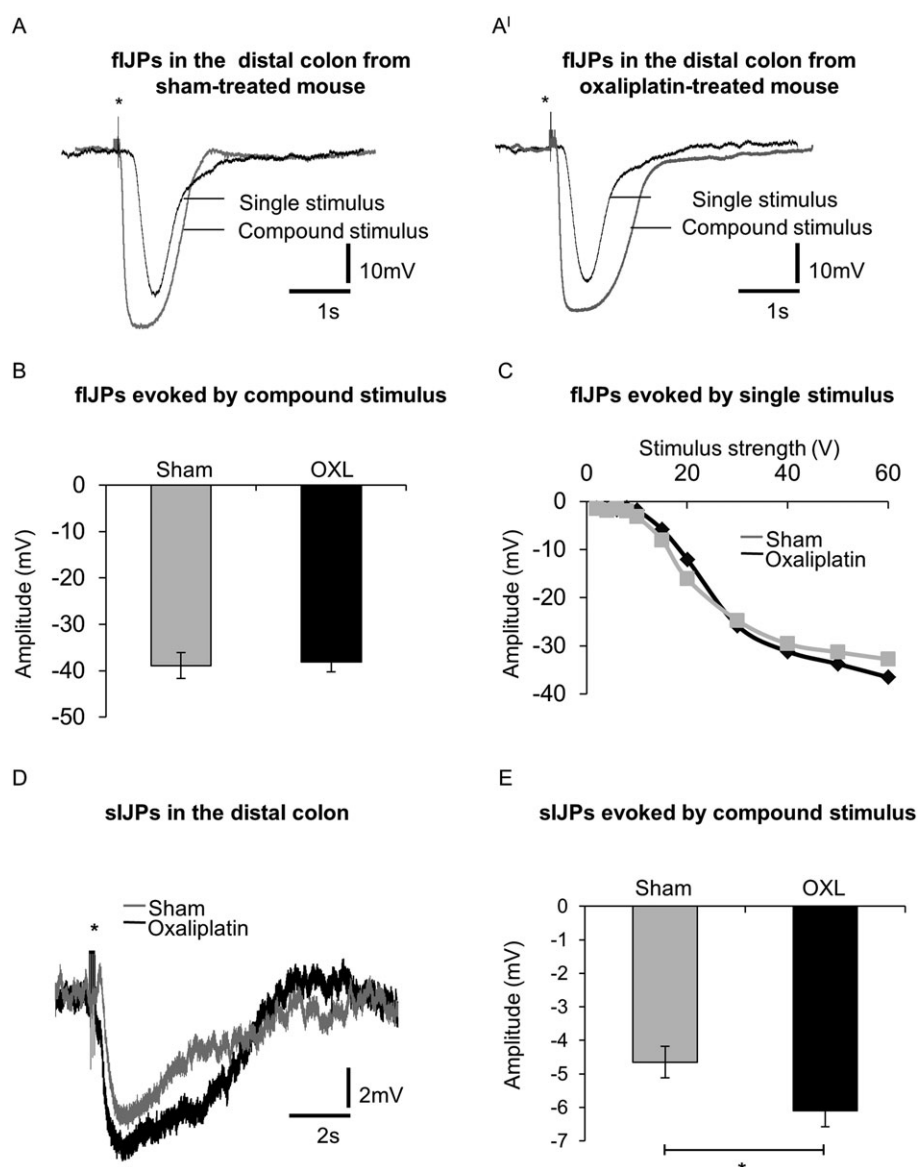 A
fIJPs in the distal colon from
sham-treated mouse
*
Single stimulus
Compound stimulus
10mV
1s
A^I
fIJPs in the distal colon from
oxaliplatin-treated mouse
*
Single stimulus
Compound stimulus
10mV
1s
B
fIJPs evoked by compound stimulus
Sham OXL
0
-10
-20
-30
-40
-50
Amplitude (mV)
C
fIJPs evoked by single stimulus
Stimulus strength (V)
0 20 40 60
0
-10
-20
-30
-40
Amplitude (mV)
Sham
Oxaliplatin
D
sIJPs in the distal colon
Sham
Oxaliplatin
*
2mV
2s
E
sIJPs evoked by compound stimulus
Sham OXL
0
-1
-2
-3
-4
-5
-6
-7
Amplitude (mV)
*